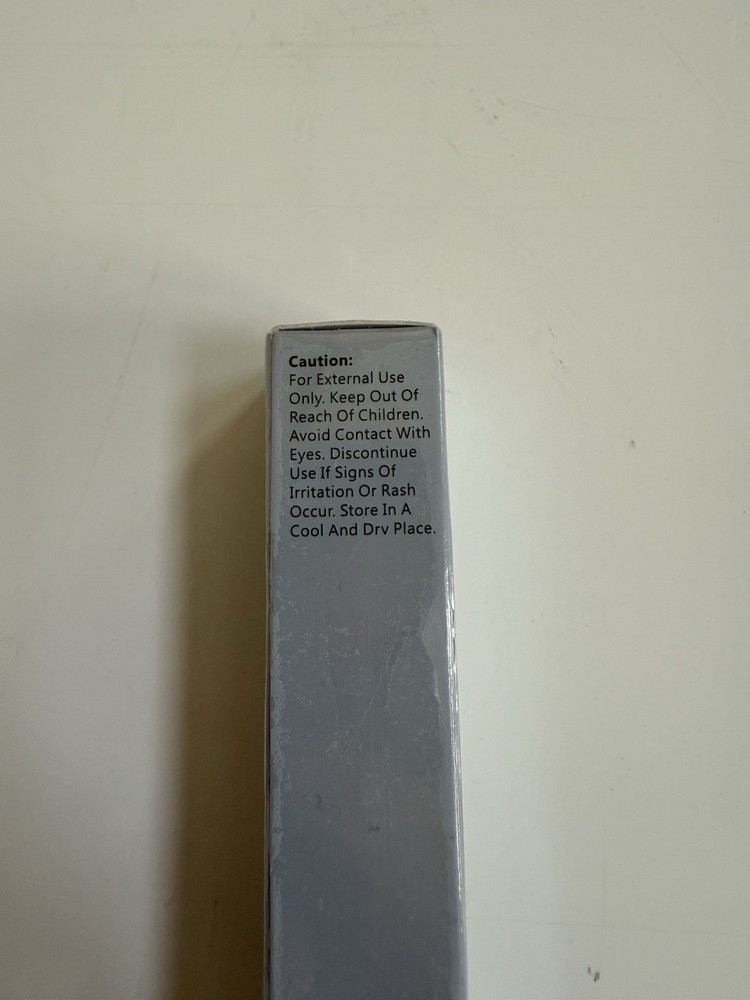 Caution:
For External Use
Only. Keep Out Of
Reach Of Children.
Avoid Contact With
Eyes. Discontinue
Use If Signs Of
Irritation Or Rash
Occur. Store In A
Cool And Drv Place.